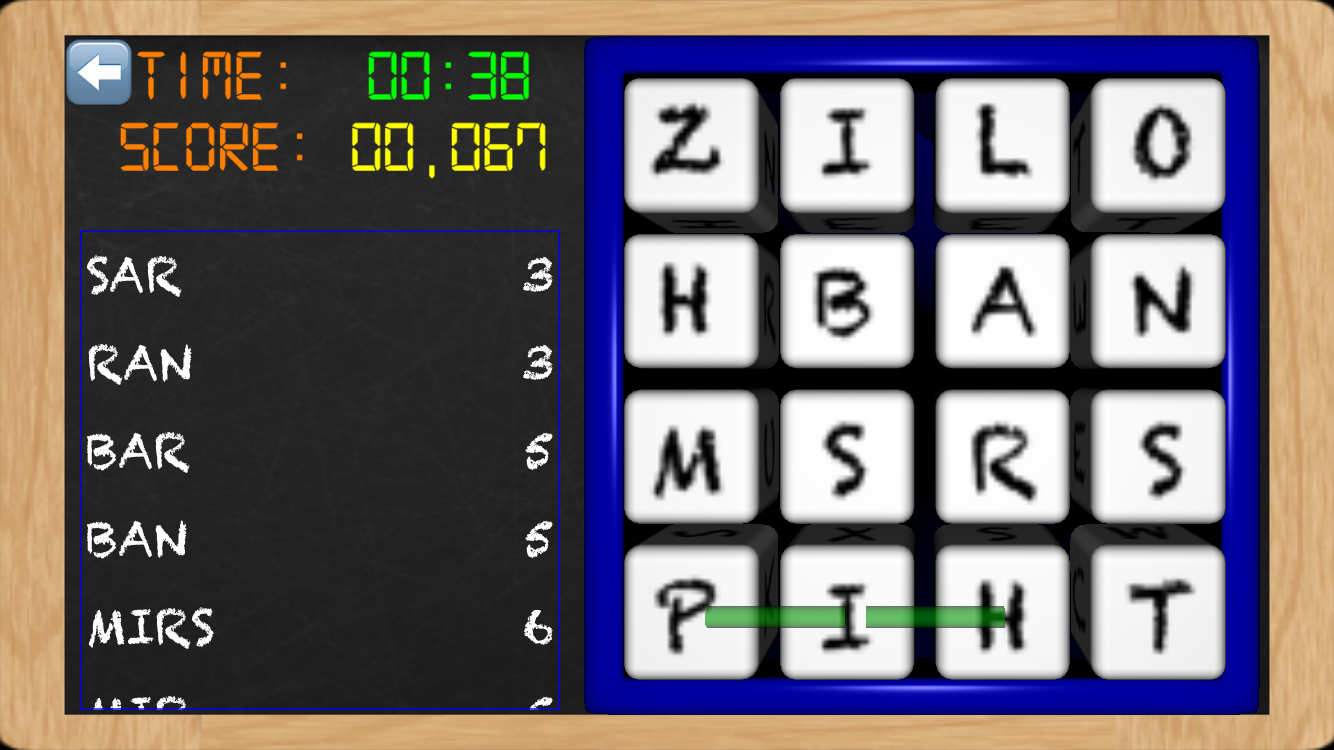 TIME: 00:38
SCORE: 00,067
SAR 3
RAN 3
BAR 5
BAN 5
MIRS 6
Z I L O
H B A N
M S R S
P I H T